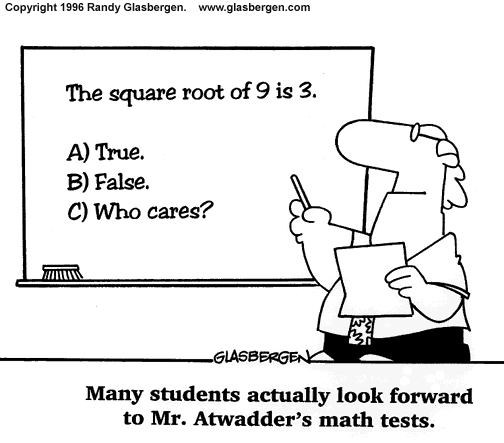 Copyright 1996 Randy Glasbergen. www.glasbergen.com
The square root of 9 is 3.
A) True.
B) False.
C) Who cares?
GLASBERGEN
Many students actually look forward
to Mr. Atwadder's math tests.